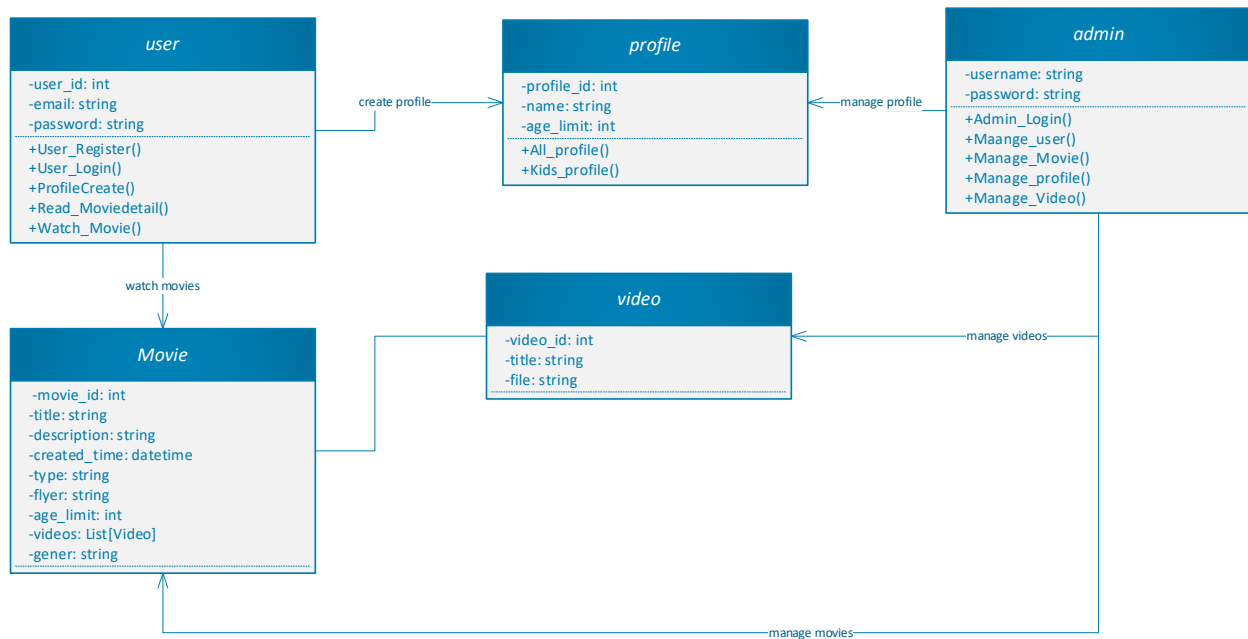 user
-user_id: int
-email: string
-password: string
+User_Register()
+User_Login()
+ProfileCreate()
+Read_Moviedetail()
+Watch_Movie()
create profile
profile
-profile_id: int
-name: string
-age_limit: int
+All_profile()
+Kids_profile()
manage profile
admin
-username: string
-password: string
+Admin_Login()
+Maange_user()
+Manage_Movie()
+Manage_profile()
+Manage_Video()
watch movies
Movie
-movie_id: int
-title: string
-description: string
-created_time: datetime
-type: string
-flyer: string
-age_limit: int
-videos: List[Video]
-gener: string
video
-video_id: int
-title: string
-file: string
manage videos
manage movies